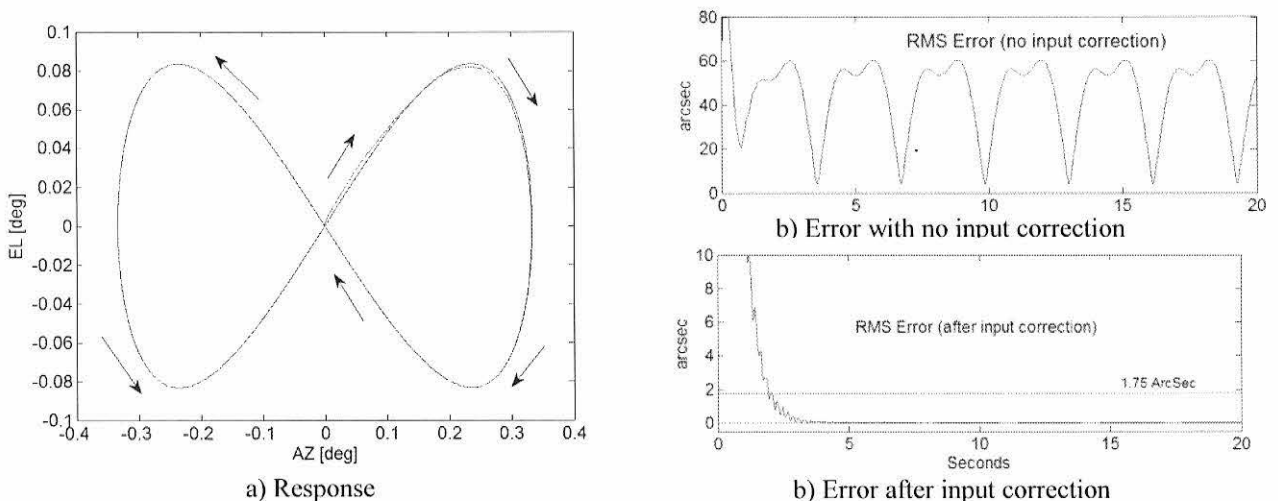 0.1
0.08
0.06
0.04
0.02
0
-0.02
-0.04
-0.06
-0.08
-0.1
EL [deg]
-0.4 -0.3 -0.2 -0.1 0 0.1 0.2 0.3 0.4
AZ [deg]
a) Response
80
60
40
20
0
arcsec
RMS Error (no input correction)
0 5 10 15 20
b) Error with no input correction
10
8
6
4
2
0
arcsec
RMS Error (after input correction)
1.75 ArcSec
0 5 10 15 20
Seconds
b) Error after input correction